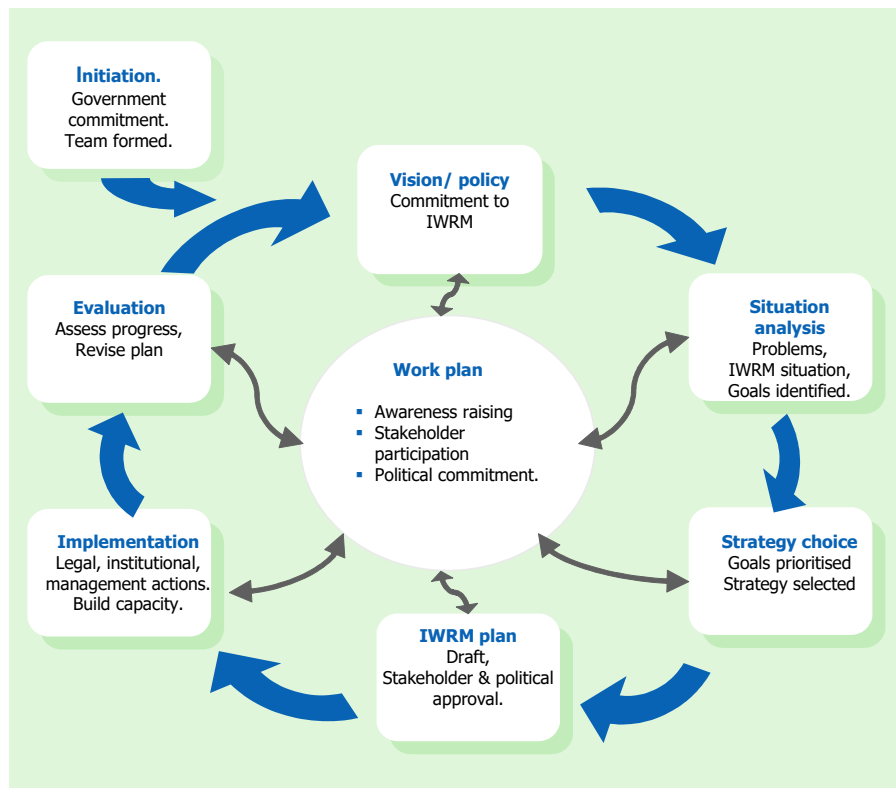 Initiation.
Government
commitment.
Team formed.
Vision/ policy
Commitment to
IWRM
Situation
analysis
Problems,
IWRM situation,
Goals identified.
Strategy choice
Goals prioritised
Strategy selected
IWRM plan
Draft,
Stakeholder & political
approval.
Implementation
Legal, institutional,
management actions.
Build capacity.
Evaluation
Assess progress,
Revise plan
Work plan
▪ Awareness raising
▪ Stakeholder
participation
▪ Political commitment.